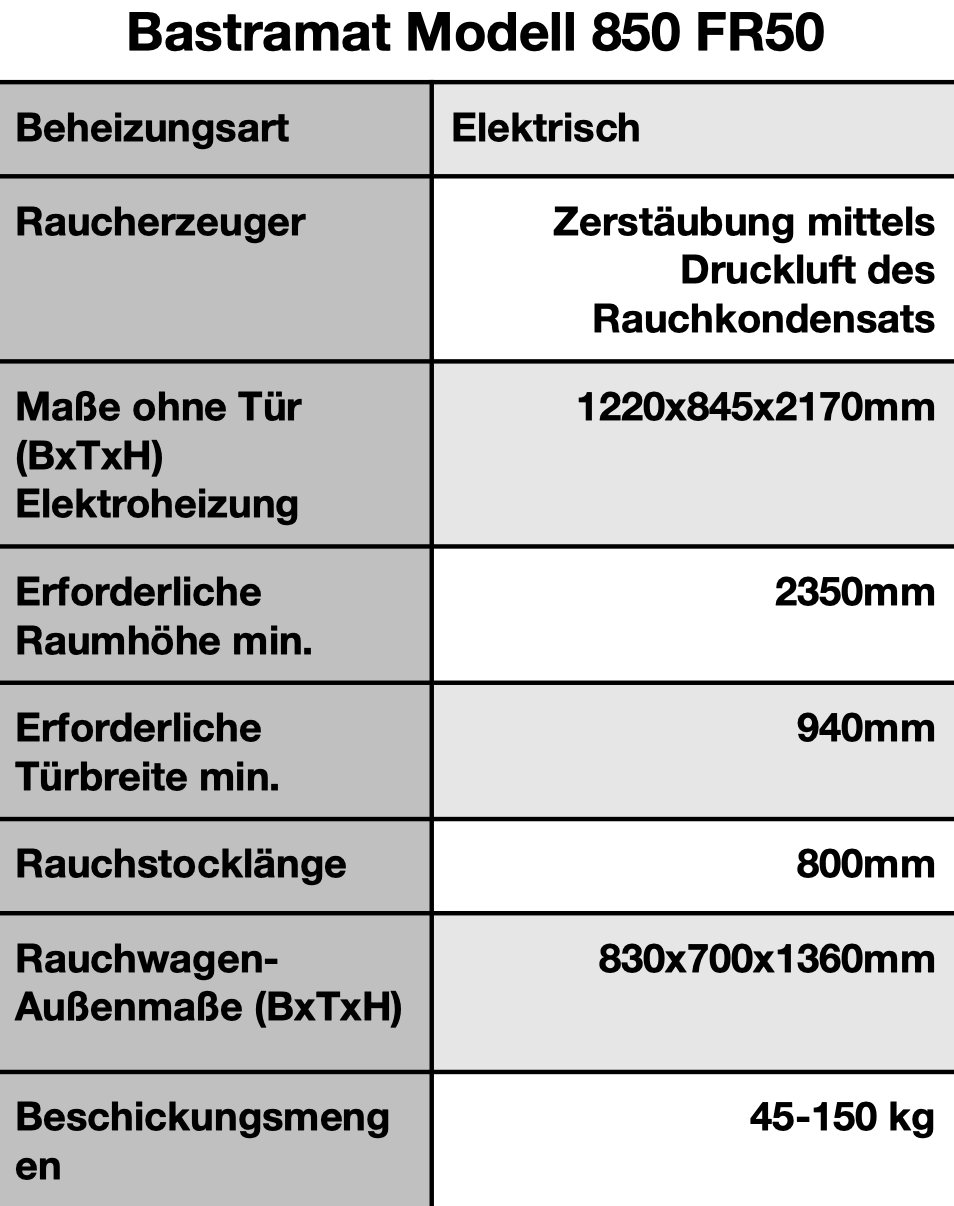 Bastramat Modell 850 FR50
Beheizungsart
Elektrisch
Raucherzeuger
Zerstäubung mittels
Druckluft des
Rauchkondensats
Maße ohne Tür
(BxTxH)
Elektroheizung
1220x845x2170mm
Erforderliche
Raumhöhe min.
2350mm
Erforderliche
Türbreite min.
940mm
Rauchstocklänge
800mm
Rauchwagen-
Außenmaße (BxTxH)
830x700x1360mm
Beschickungsmeng
en
45-150 kg